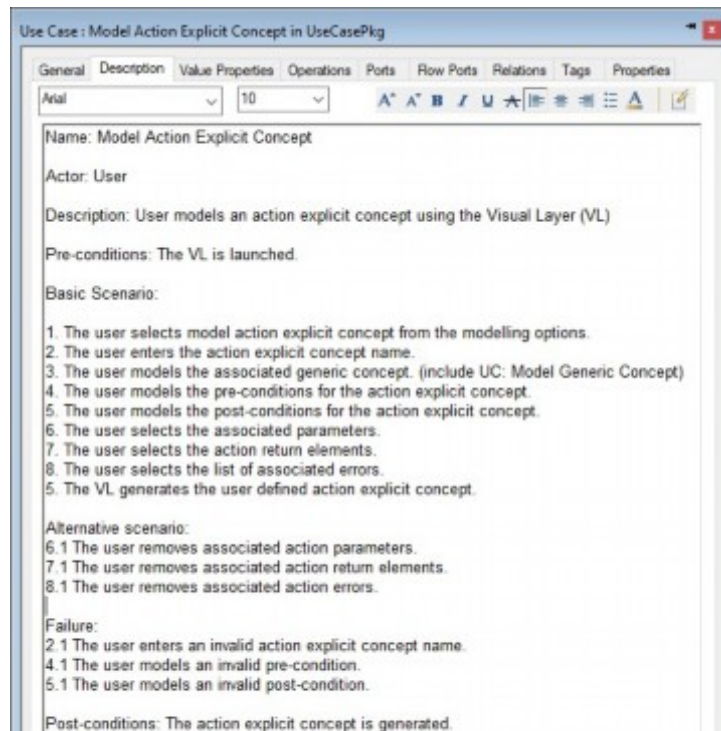 Use Case : Model Action Explicit Concept in UseCasePkg
General Description Value Properties Operations Ports Flow Ports Relations Tags Properties
Arial 10 A A B I U A A
Name: Model Action Explicit Concept
Actor: User
Description: User models an action explicit concept using the Visual Layer (VL)
Pre-conditions: The VL is launched.
Basic Scenario:
1. The user selects model action explicit concept from the modelling options.
2. The user enters the action explicit concept name.
3. The user models the associated generic concept. (include UC: Model Generic Concept)
4. The user models the pre-conditions for the action explicit concept.
5. The user models the post-conditions for the action explicit concept.
6. The user selects the associated parameters.
7. The user selects the action return elements.
8. The user selects the list of associated errors.
5. The VL generates the user defined action explicit concept.
Alternative scenario:
6.1 The user removes associated action parameters.
7.1 The user removes associated action return elements.
8.1 The user removes associated action errors.
Failure:
2.1 The user enters an invalid action explicit concept name.
4.1 The user models an invalid pre-condition.
5.1 The user models an invalid post-condition.
Post-conditions: The action explicit concept is generated.